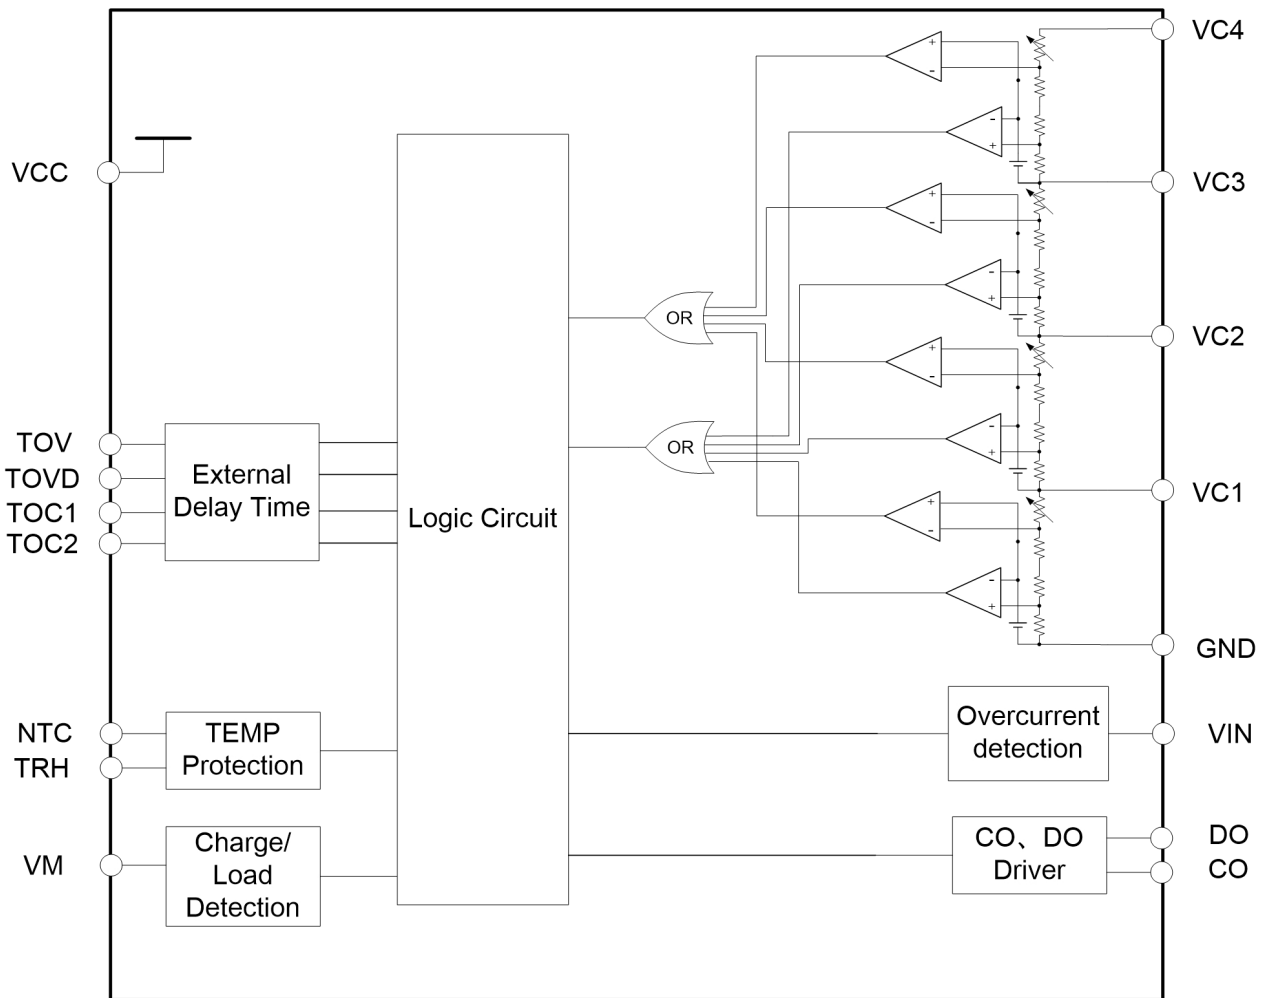 VC4
+
-
-
+
VCC
VC3
+
-
-
+
OR
VC2
+
-
-
+
TOV
TOVD
TOC1
TOC2
External
Delay Time
OR
Logic Circuit
VC1
+
-
-
+
GND
NTC
TRH
TEMP
Protection
Overcurrent
detection
VIN
VM
Charge/
Load
Detection
CO、DO
Driver
DO
CO